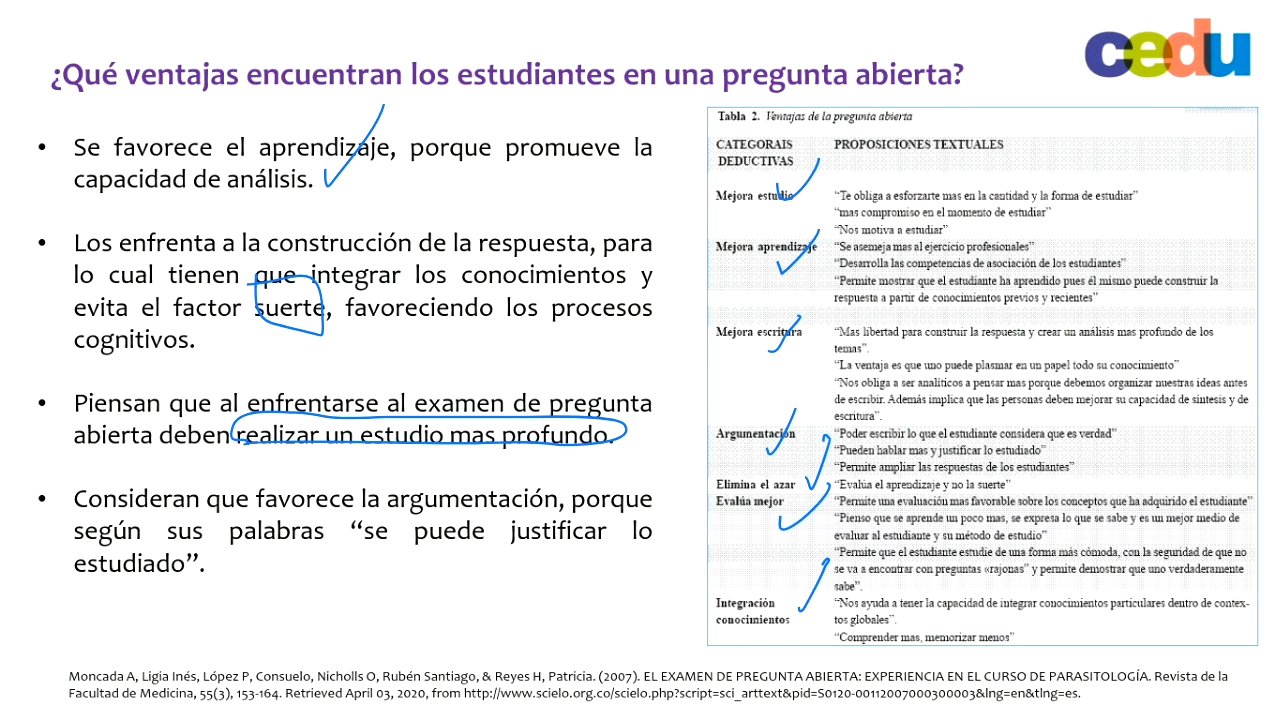 cedu
¿Qué ventajas encuentran los estudiantes en una pregunta abierta?
• Se favorece el aprendizaje, porque promueve la
capacidad de análisis.
• Los enfrenta a la construcción de la respuesta, para
lo cual tienen que integrar los conocimientos y
evita el factor suerte, favoreciendo los procesos
cognitivos.
• Piensan que al enfrentarse al examen de pregunta
abierta deben realizar un estudio mas profundo.
• Consideran que favorece la argumentación, porque
según sus palabras “se puede justificar lo
estudiado”.
Tabla 2. Ventajas de la pregunta abierta
CATEGORAIS PROPOSICIONES TEXTUALES
DEDUCTIVAS
Mejora estudio “Te obliga a esforzarte mas en la cantidad y la forma de estudiar”
“mas compromiso en el momento de estudiar”
“Nos motiva a estudiar”
Mejora aprendizaje “Se asemeja mas al ejercicio profesionales”
“Desarrolla las competencias de asociación de los estudiantes”
“Permite mostrar que el estudiante ha aprendido pues él mismo puede construir la
respuesta a partir de conocimientos previos y recientes”
Mejora escritura “Mas libertad para construir la respuesta y crear un análisis mas profundo de los
temas”.
“La ventaja es que uno puede plasmar en un papel todo su conocimiento”
“Nos obliga a ser analíticos a pensar mas porque debemos organizar nuestras ideas antes
de escribir. Además implica que las personas deben mejorar su capacidad de síntesis y de
escritura”.
Argumentación “Poder escribir lo que el estudiante considera que es verdad”
“Pueden hablar mas y justificar lo estudiado”
“Permite ampliar las respuestas de los estudiantes”
Elimina el azar “Evalúa el aprendizaje y no la suerte”
Evalúa mejor “Permite una evaluación mas favorable sobre los conceptos que ha adquirido el estudiante”
“Pienso que se aprende un poco mas, se expresa lo que se sabe y es un mejor medio de
evaluar al estudiante y su método de estudio”
“Permite que el estudiante estudie de una forma más cómoda, con la seguridad de que no
se va a encontrar con preguntas «rajonas” y permite demostrar que uno verdaderamente
sabe”.
Integración “Nos ayuda a tener la capacidad de integrar conocimientos particulares dentro de contex-
conocimientos tos globales”.
“Comprender mas, memorizar menos”
Moncada A, Ligia Inés, López P, Consuelo, Nicholls O, Rubén Santiago, & Reyes H, Patricia. (2007). EL EXAMEN DE PREGUNTA ABIERTA: EXPERIENCIA EN EL CURSO DE PARASITOLOGÍA. Revista de la
Facultad de Medicina, 55(3), 153-164. Retrieved April 03, 2020, from http://www.scielo.org.co/scielo.php?script=sci_arttext&pid=S0120-00112007000300003&lng=en&tlng=es.